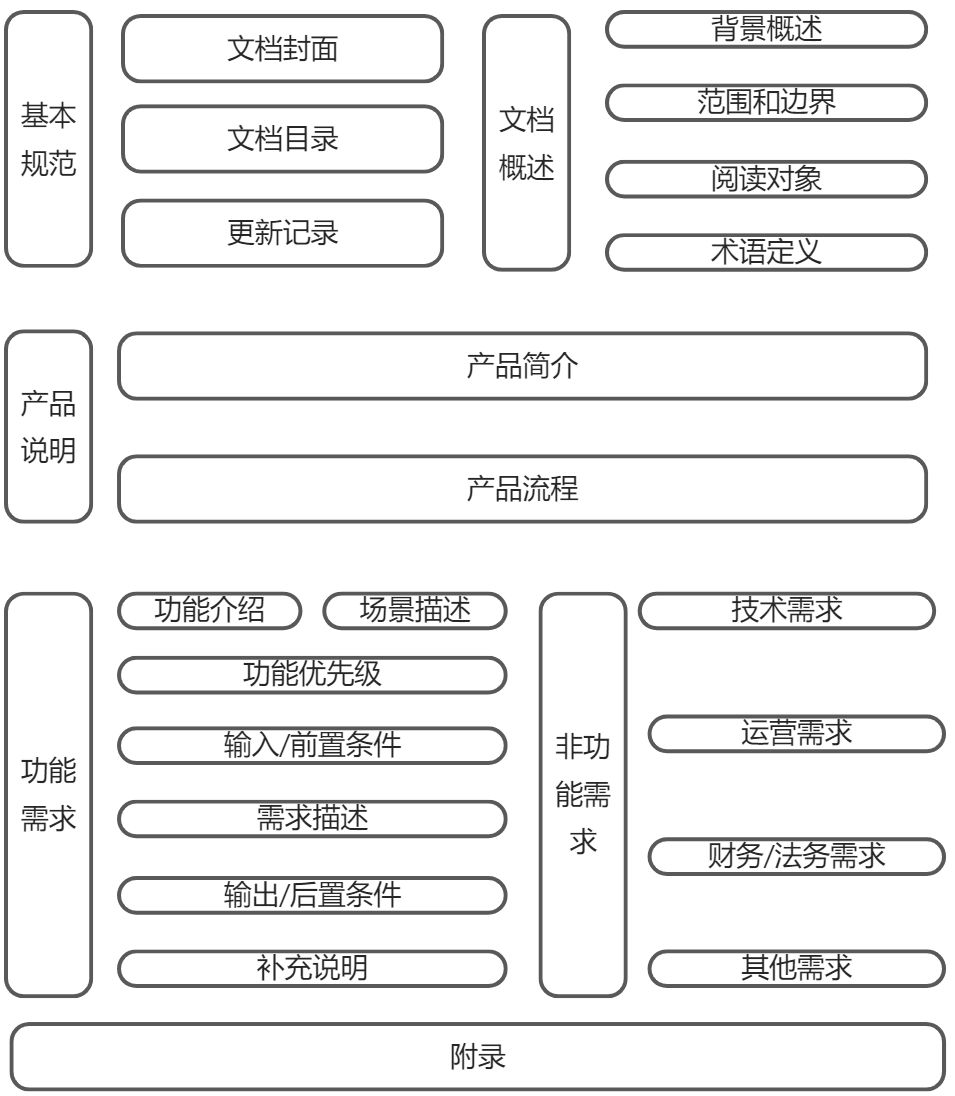 基本
规范
文档封面
文档目录
更新记录
文档
概述
背景概述
范围和边界
阅读对象
术语定义
产品
说明
产品简介
产品流程
功能
需求
功能介绍
场景描述
功能优先级
输入/前置条件
需求描述
输出/后置条件
补充说明
非功
能需
求
技术需求
运营需求
财务/法务需求
其他需求
附录